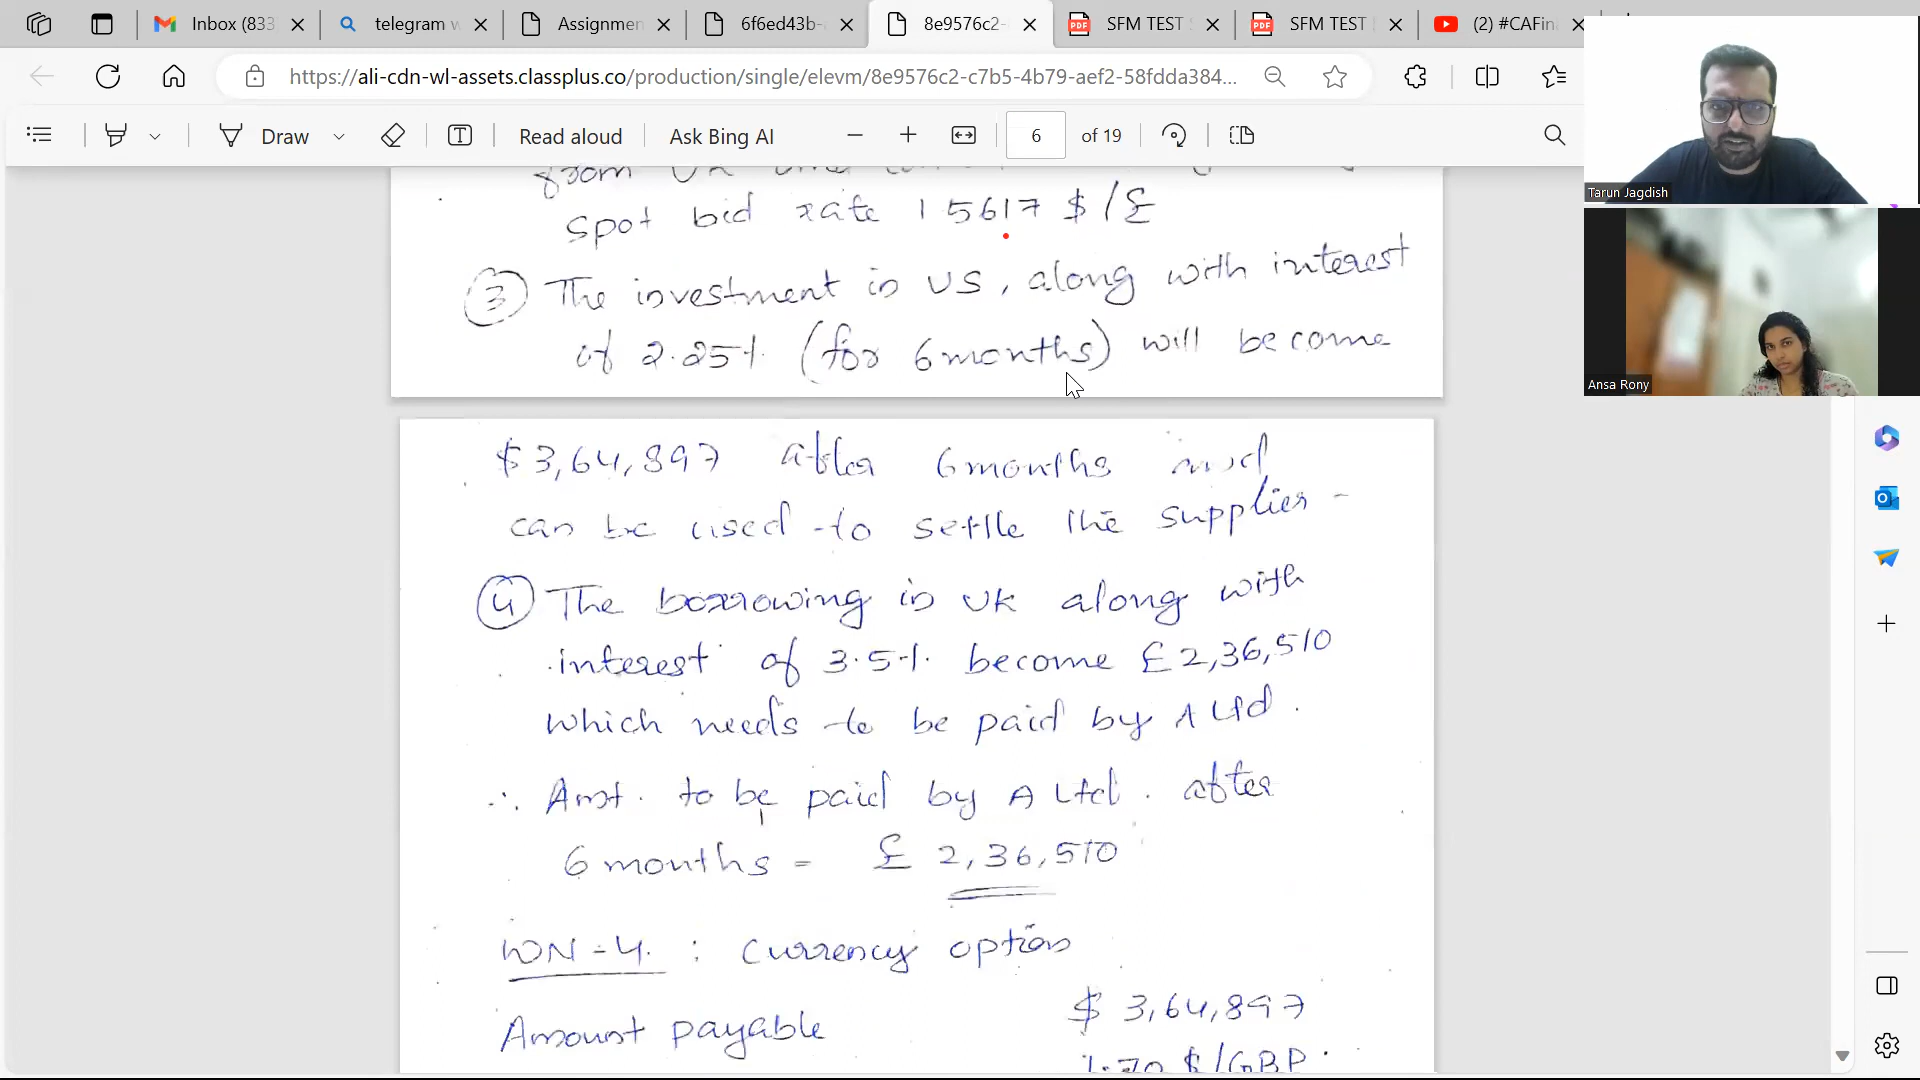 Inbox (833
telegram w
Assignmen
6f6ed43b-
8e9576c2-
SFM TEST
SFM TEST
(2) #CAFin
https://ali-cdn-wl-assets.classplus.co/production/single/elevm/8e9576c2-c7b5-4b79-aef2-58fdda384...
Draw
Read aloud
Ask Bing AI
6 of 19
from UK
spot bid rate 1 5617 $/£
③ The investment in US, along with interest
of 2.25% (for 6 months) will become
$3,64,897 after 6 months and
can be used to settle the supplies -
④ The borrowing in UK along with
interest of 3.5%. become £2,36,510
which needs to be paid by A Ltd.
∴ Amt. to be paid by A Ltd. after
6 months = £ 2,36,510
WN-4. : Currency option
Amount payable $ 3,64,897
1.70 $/GBP.
Tarun Jagdish
Ansa Rony